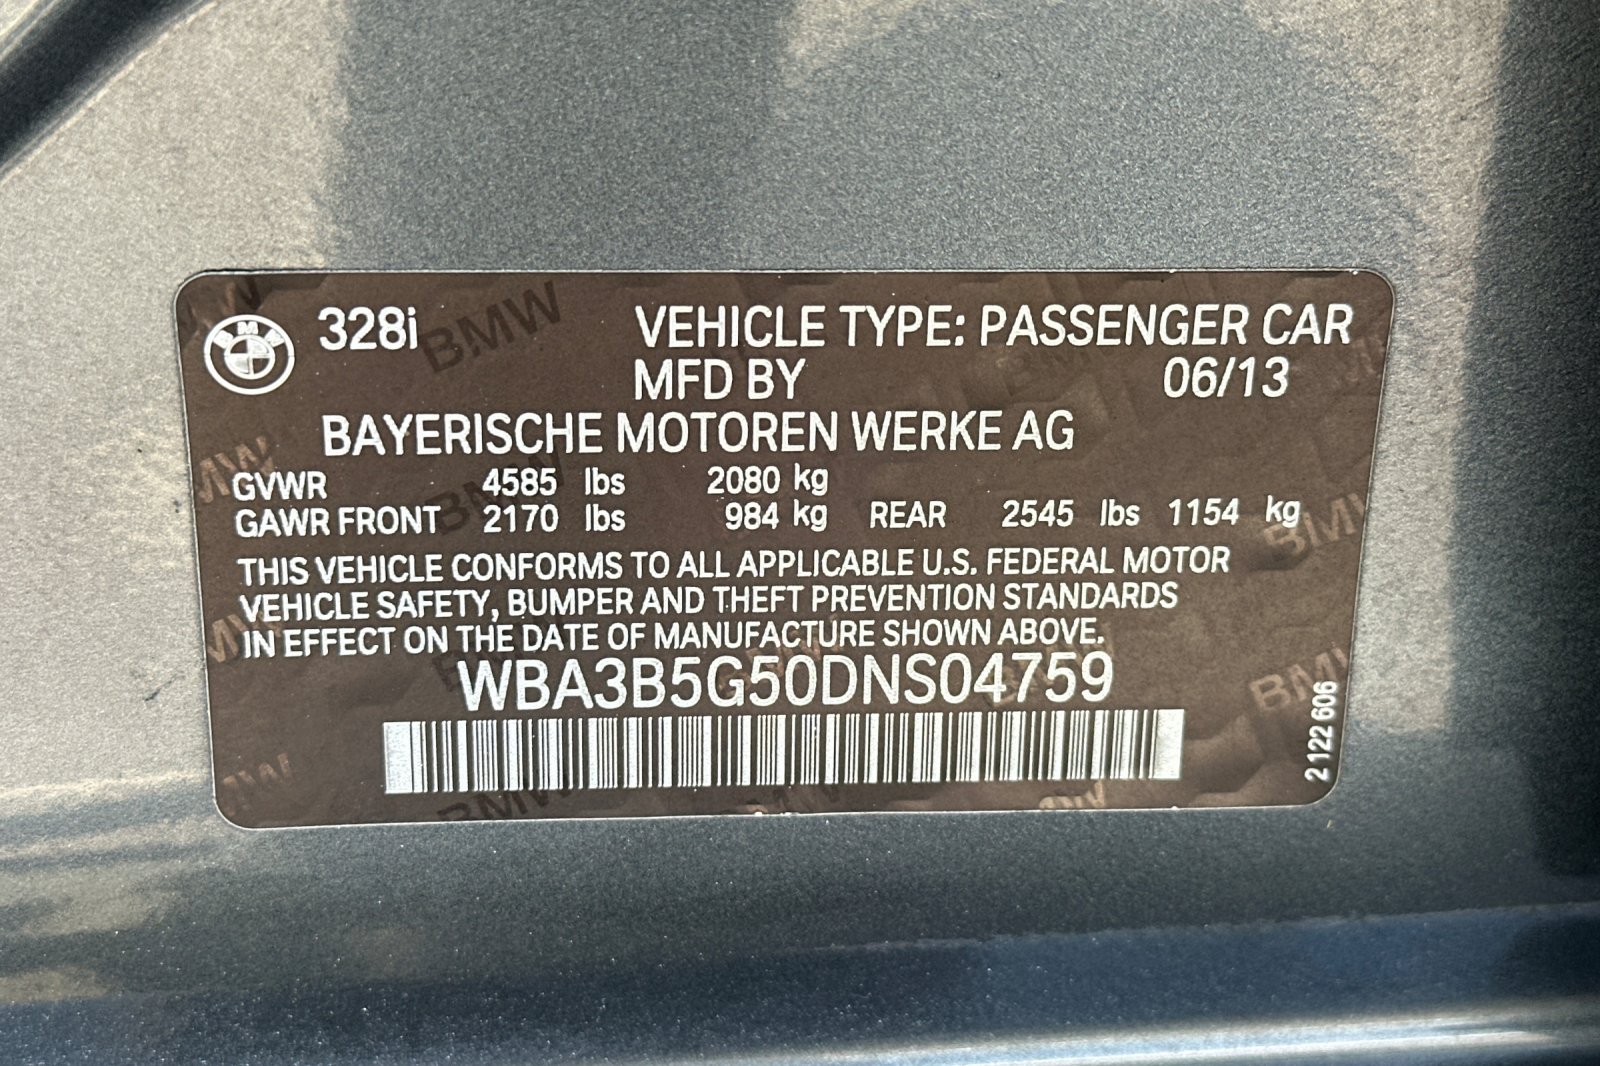 328i VEHICLE TYPE: PASSENGER CAR
MFD BY 06/13
BAYERISCHE MOTOREN WERKE AG
GVWR 4585 lbs 2080 kg
GAWR FRONT 2170 lbs 984 kg REAR 2545 lbs 1154 kg
THIS VEHICLE CONFORMS TO ALL APPLICABLE U.S. FEDERAL MOTOR
VEHICLE SAFETY, BUMPER AND THEFT PREVENTION STANDARDS
IN EFFECT ON THE DATE OF MANUFACTURE SHOWN ABOVE.
WBA3B5G50DNS04759
2 122 606
BMW